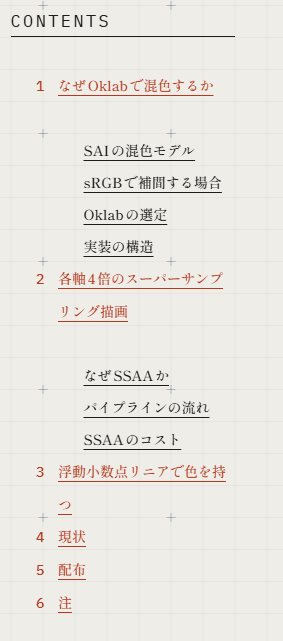 CONTENTS
1 なぜOklabで混色するか
SAIの混色モデル
sRGBで補間する場合
Oklabの選定
実装の構造
2 各軸4倍のスーパーサンプ
リング描画
なぜSSAAか
パイプラインの流れ
SSAAのコスト
3 浮動小数点リニアで色を持
つ
4 現状
5 配布
6 注